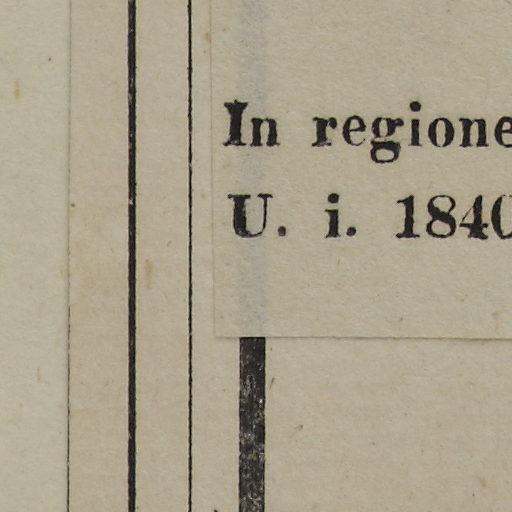 In regione
U. i. 1840